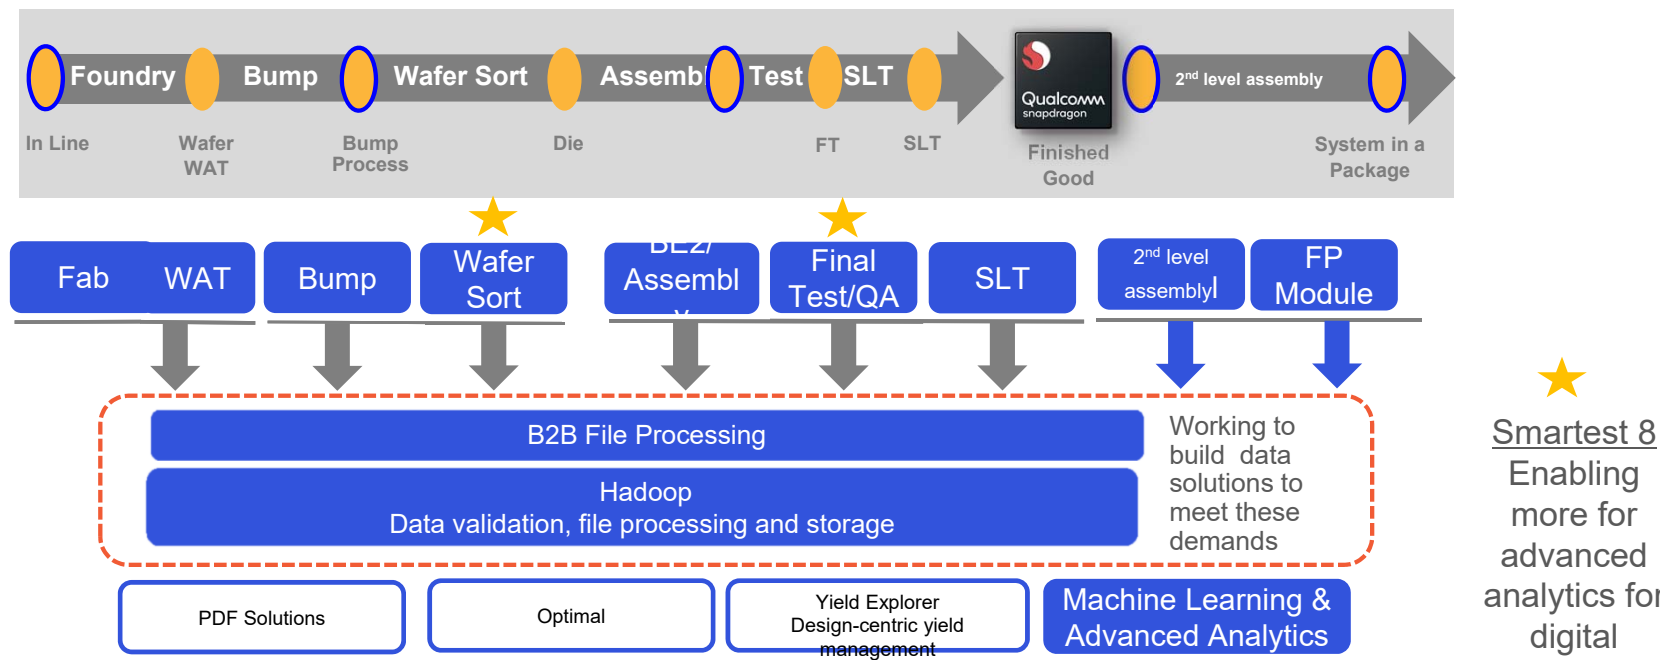 Foundry
Bump
Wafer Sort
Assembl
Test
SLT
Qualcomm
snapdragon
2nd level assembly
In Line
Wafer
WAT
Bump
Process
Die
FT
SLT
Finished
Good
System in a
Package
Fab
WAT
Bump
Wafer
Sort
BE2/
Assembl
y
Final
Test/QA
SLT
2nd level
assemblyl
FP
Module
B2B File Processing
Hadoop
Data validation, file processing and storage
Working to
build data
solutions to
meet these
demands
Smartest 8
Enabling
more for
advanced
analytics for
digital
PDF Solutions
Optimal
Yield Explorer
Design-centric yield
management
Machine Learning &
Advanced Analytics